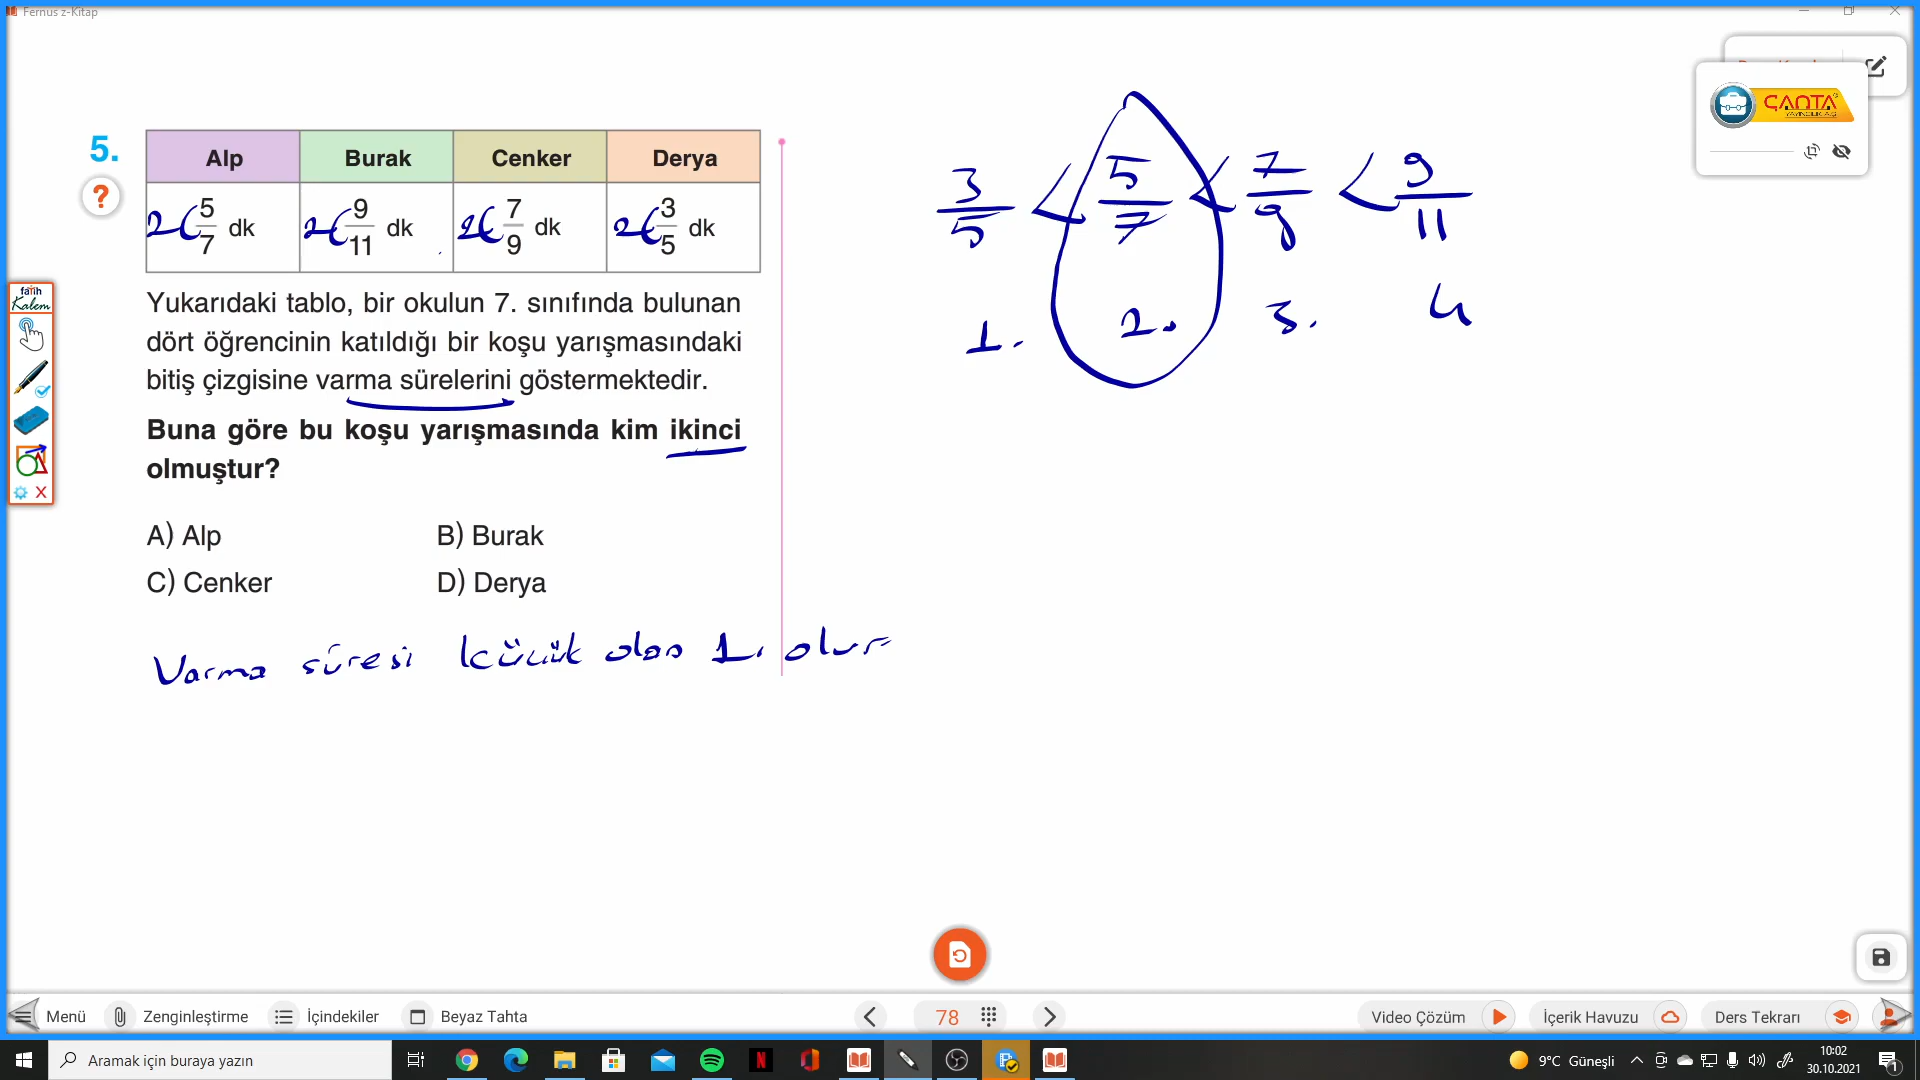 Fernus z-Kitap
ÇANTA
YAYINCILIK A.Ş.
5.
Alp Burak Cenker Derya
2( 5/7 dk 2( 9/11 dk 2( 7/9 dk 2( 3/5 dk
3/5 < 5/7 < 7/9 < 9/11
1. 2. 3. 4
?
fatih
Kalem
X
Yukarıdaki tablo, bir okulun 7. sınıfında bulunan
dört öğrencinin katıldığı bir koşu yarışmasındaki
bitiş çizgisine varma sürelerini göstermektedir.
Buna göre bu koşu yarışmasında kim ikinci
olmuştur?
A) Alp B) Burak
C) Cenker D) Derya
Varma süresi küçük olan 1. olur
Menü Zenginleştirme İçindekiler Beyaz Tahta 78 Video Çözüm İçerik Havuzu Ders Tekrarı
Aramak için buraya yazın
9°C Güneşli
10:02
30.10.2021
1